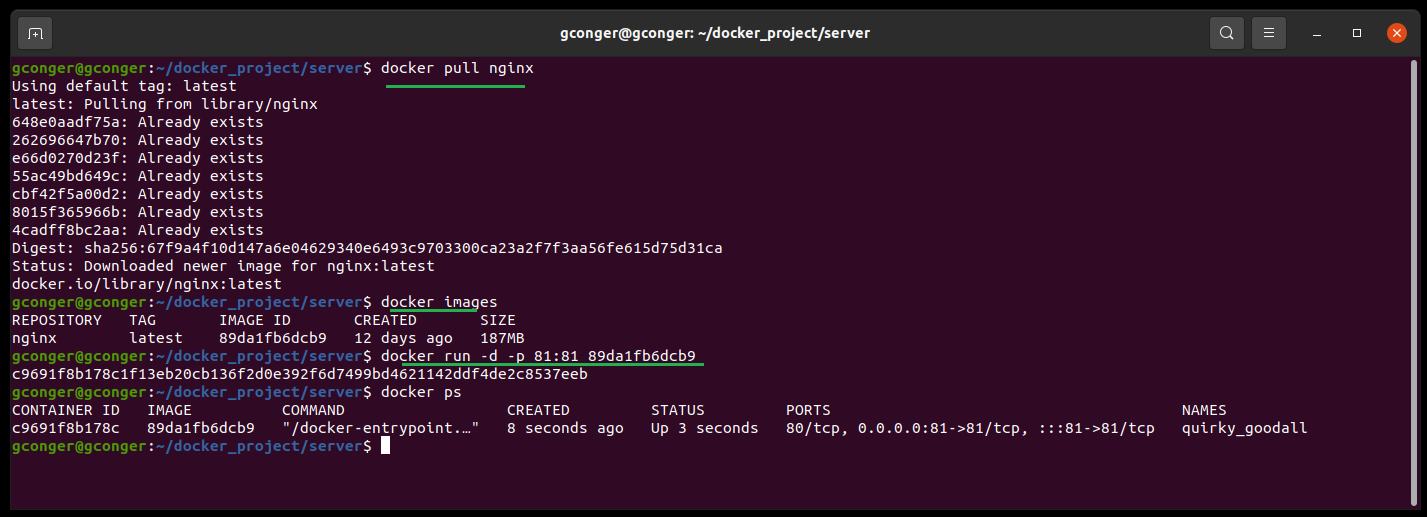 gconger@gconger: ~/docker_project/server
gconger@gconger:~/docker_project/server$ docker pull nginx
Using default tag: latest
latest: Pulling from library/nginx
648e0aadf75a: Already exists
262696647b70: Already exists
e66d0270d23f: Already exists
55ac49bd649c: Already exists
cbf42f5a00d2: Already exists
8015f365966b: Already exists
4cadff8bc2aa: Already exists
Digest: sha256:67f9a4f10d147a6e04629340e6493c9703300ca23a2f7f3aa56fe615d75d31ca
Status: Downloaded newer image for nginx:latest
docker.io/library/nginx:latest
gconger@gconger:~/docker_project/server$ docker images
REPOSITORY   TAG       IMAGE ID       CREATED       SIZE
nginx        latest    89da1fb6dcb9   12 days ago   187MB
gconger@gconger:~/docker_project/server$ docker run -d -p 81:81 89da1fb6dcb9
c9691f8b178c1f13eb20cb136f2d0e392f6d7499bd4621142ddf4de2c8537eeb
gconger@gconger:~/docker_project/server$ docker ps
CONTAINER ID   IMAGE          COMMAND                  CREATED         STATUS         PORTS                                       NAMES
c9691f8b178c   89da1fb6dcb9   "/docker-entrypoint.…"   8 seconds ago   Up 3 seconds   80/tcp, 0.0.0.0:81->81/tcp, :::81->81/tcp   quirky_goodall
gconger@gconger:~/docker_project/server$